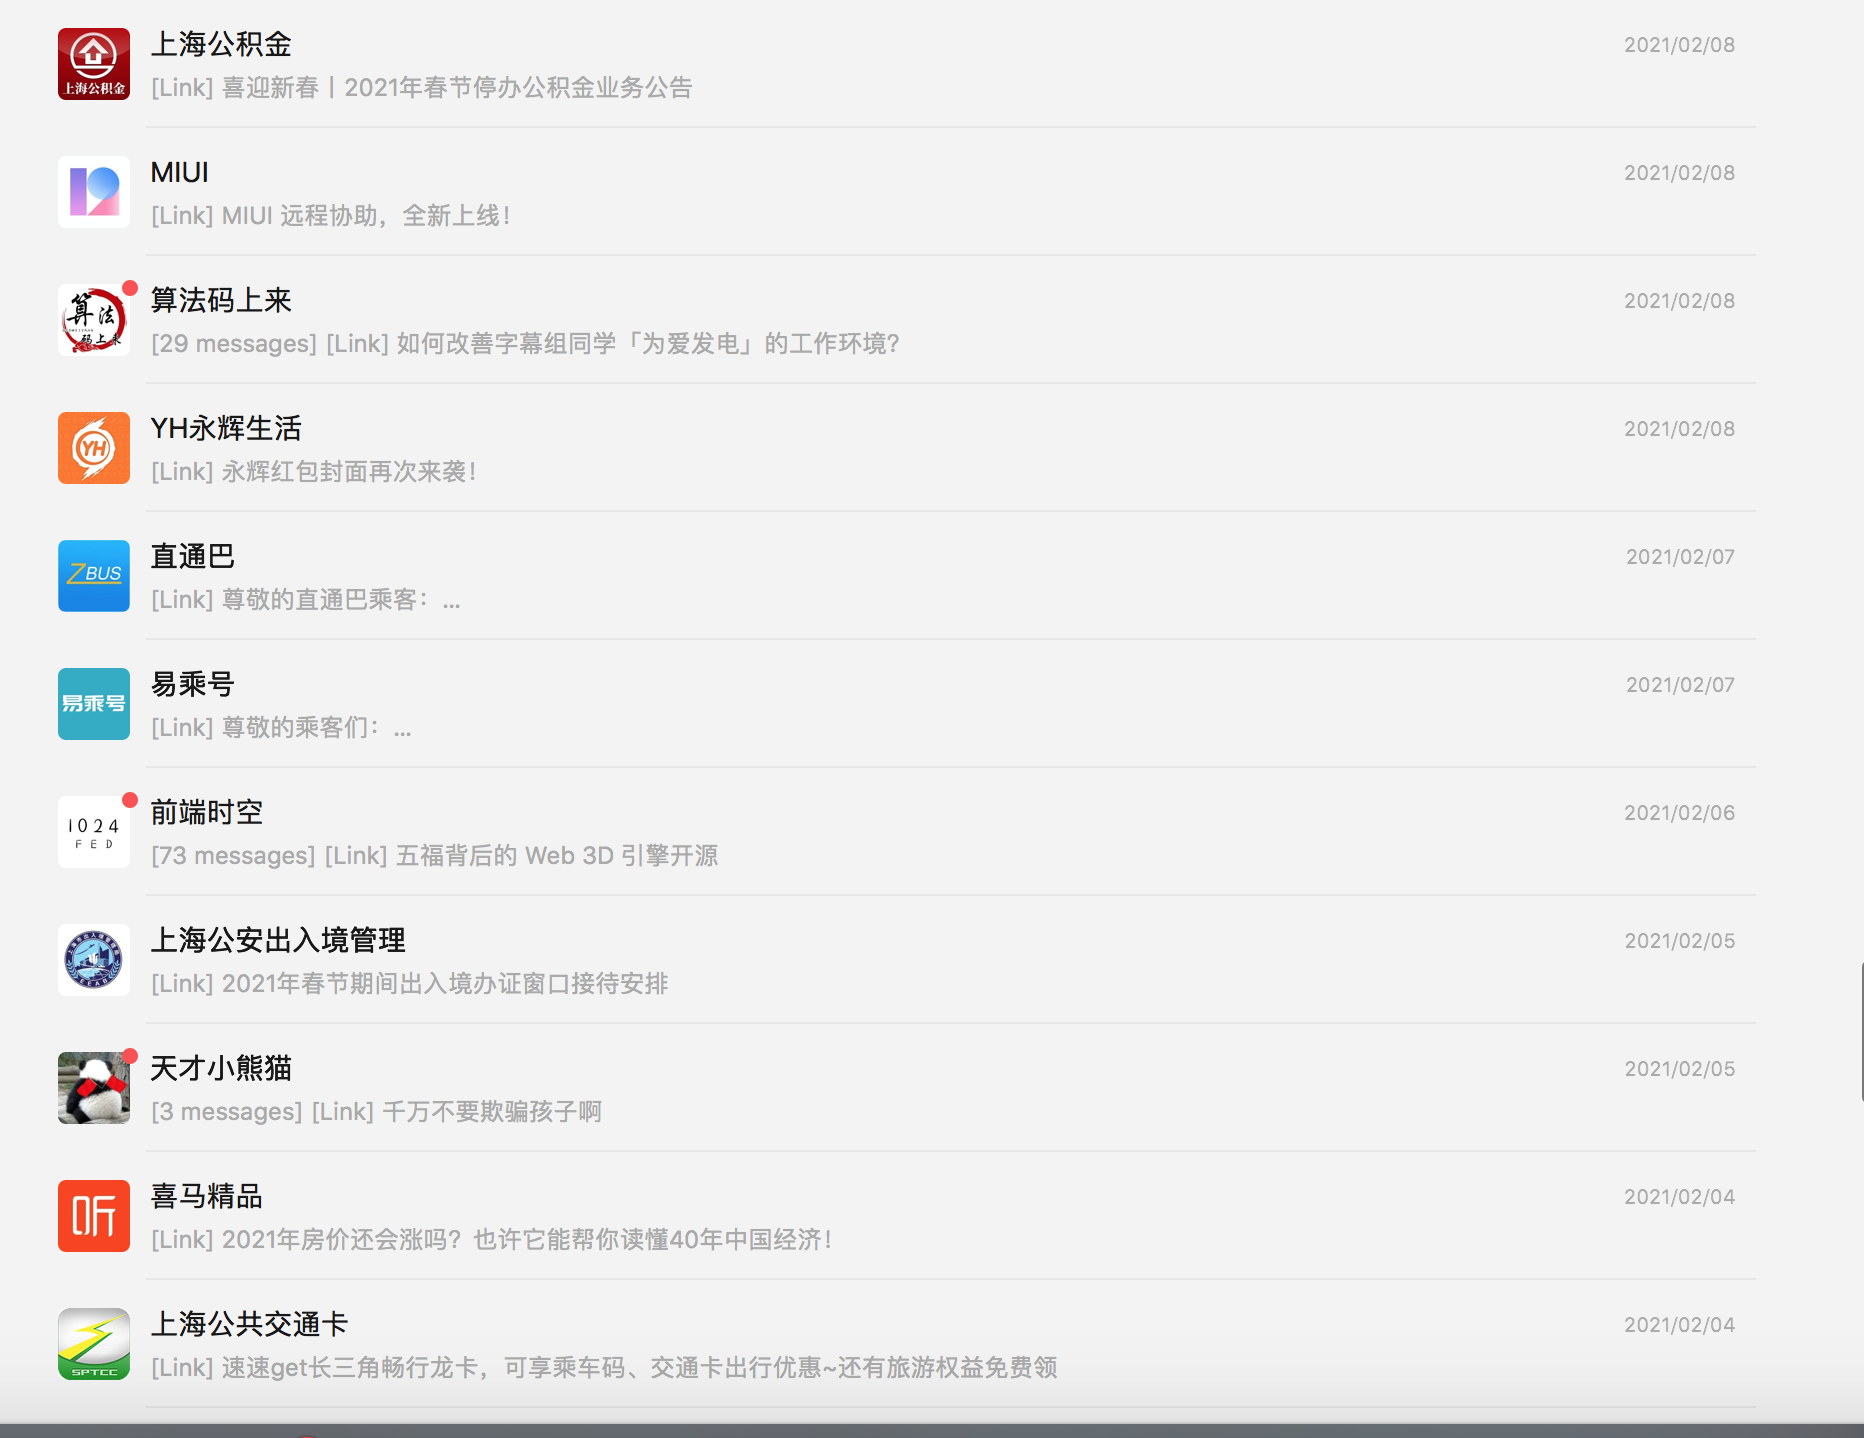 上海公积金
2021/02/08
上海公积金
[Link] 喜迎新春丨2021年春节停办公积金业务公告
MIUI
2021/02/08
[Link] MIUI 远程协助，全新上线！
算法码上来
2021/02/08
算法
码上来
[29 messages] [Link] 如何改善字幕组同学「为爱发电」的工作环境？
YH永辉生活
2021/02/08
YH
[Link] 永辉红包封面再次来袭！
直通巴
2021/02/07
ZBUS
[Link] 尊敬的直通巴乘客：...
易乘号
2021/02/07
易乘号
[Link] 尊敬的乘客们：...
前端时空
2021/02/06
1024
FED
[73 messages] [Link] 五福背后的 Web 3D 引擎开源
上海公安出入境管理
2021/02/05
[Link] 2021年春节期间出入境办证窗口接待安排
天才小熊猫
2021/02/05
[3 messages] [Link] 千万不要欺骗孩子啊
喜马精品
2021/02/04
听
[Link] 2021年房价还会涨吗？也许它能帮你读懂40年中国经济！
上海公共交通卡
2021/02/04
SPTCC
[Link] 速速get长三角畅行龙卡，可享乘车码、交通卡出行优惠~还有旅游权益免费领